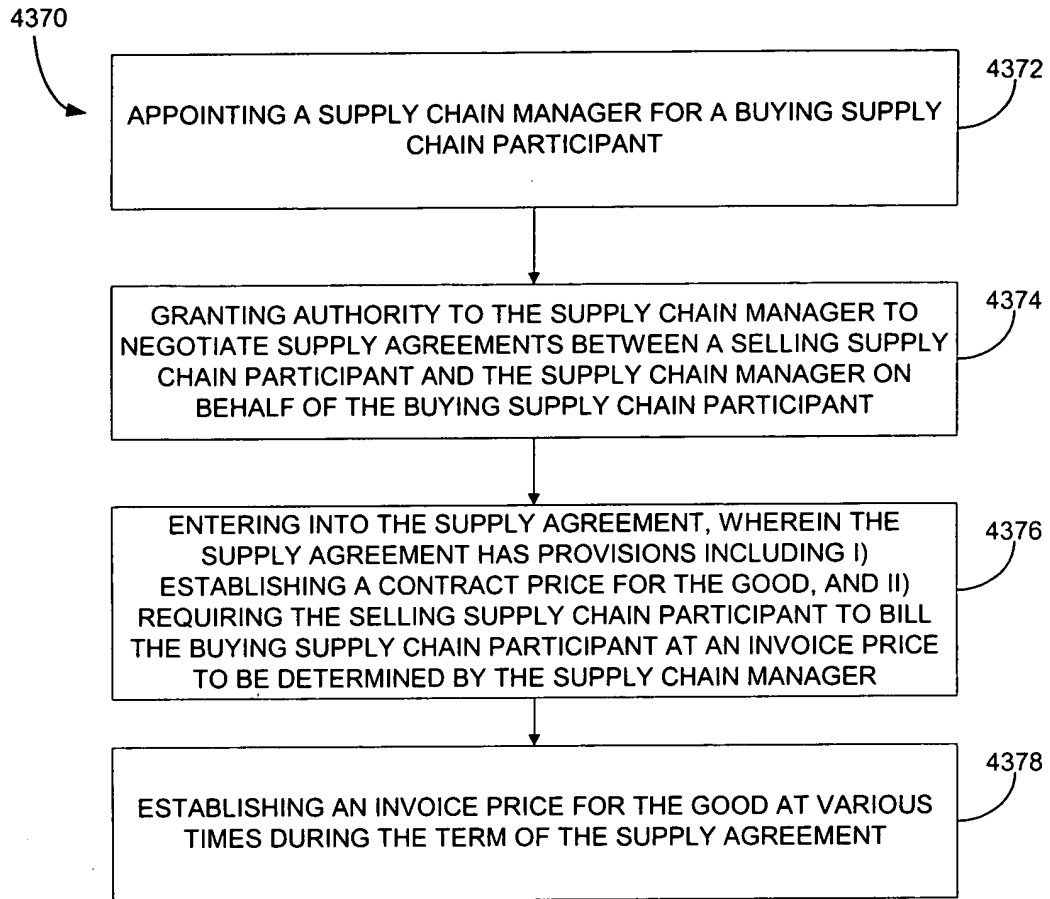 4370
4372
APPOINTING A SUPPLY CHAIN MANAGER FOR A BUYING SUPPLY
CHAIN PARTICIPANT
4374
GRANTING AUTHORITY TO THE SUPPLY CHAIN MANAGER TO
NEGOTIATE SUPPLY AGREEMENTS BETWEEN A SELLING SUPPLY
CHAIN PARTICIPANT AND THE SUPPLY CHAIN MANAGER ON
BEHALF OF THE BUYING SUPPLY CHAIN PARTICIPANT
4376
ENTERING INTO THE SUPPLY AGREEMENT, WHEREIN THE
SUPPLY AGREEMENT HAS PROVISIONS INCLUDING I)
ESTABLISHING A CONTRACT PRICE FOR THE GOOD, AND II)
REQUIRING THE SELLING SUPPLY CHAIN PARTICIPANT TO BILL
THE BUYING SUPPLY CHAIN PARTICIPANT AT AN INVOICE PRICE
TO BE DETERMINED BY THE SUPPLY CHAIN MANAGER
4378
ESTABLISHING AN INVOICE PRICE FOR THE GOOD AT VARIOUS
TIMES DURING THE TERM OF THE SUPPLY AGREEMENT